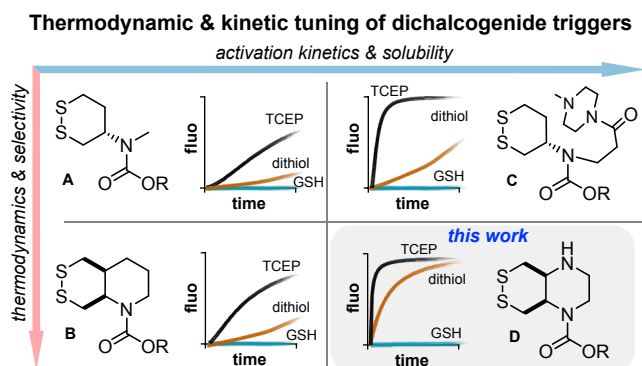 Thermodynamic & kinetic tuning of dichalcogenide triggers
activation kinetics & solubility
thermodynamics & selectivity
S
S
N
O
OR
A
fluo
TCEP
dithiol
GSH
time
fluo
TCEP
dithiol
GSH
time
S
S
N
N
O
N
O
OR
C
S
S
N
O
OR
B
fluo
TCEP
dithiol
GSH
time
this work
fluo
TCEP
dithiol
GSH
time
S
S
H
N
N
O
OR
D